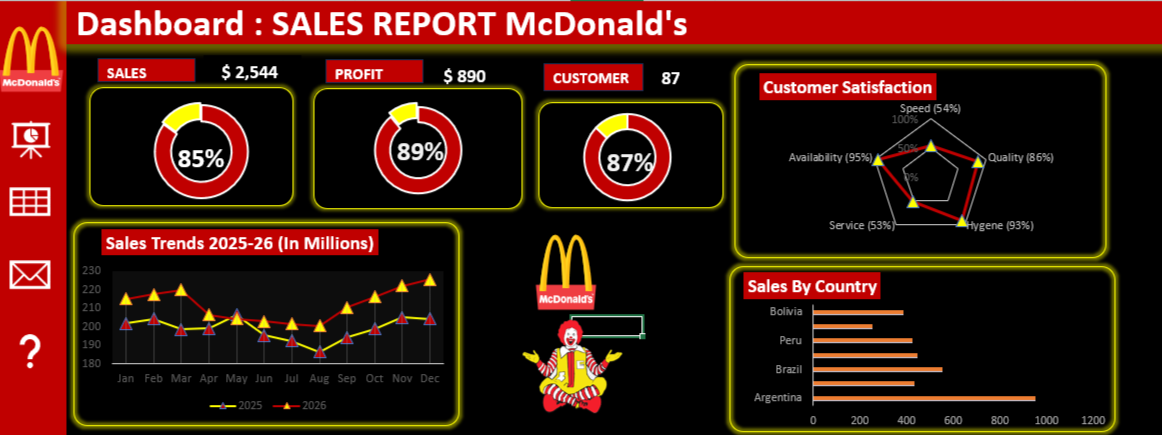 Dashboard : SALES REPORT McDonald's
McDonald's
SALES
$ 2,544
PROFIT
$ 890
CUSTOMER
87
85%
89%
87%
Customer Satisfaction
Speed (54%)
100%
50%
0%
Availability (95%)
Quality (86%)
Service (53%)
Hygene (93%)
Sales Trends 2025-26 (In Millions)
230
220
210
200
190
180
Jan Feb Mar Apr May Jun Jul Aug Sep Oct Nov Dec
2025 2026
McDonald's
Sales By Country
Bolivia
Peru
Brazil
Argentina
0 200 400 600 800 1000 1200
?